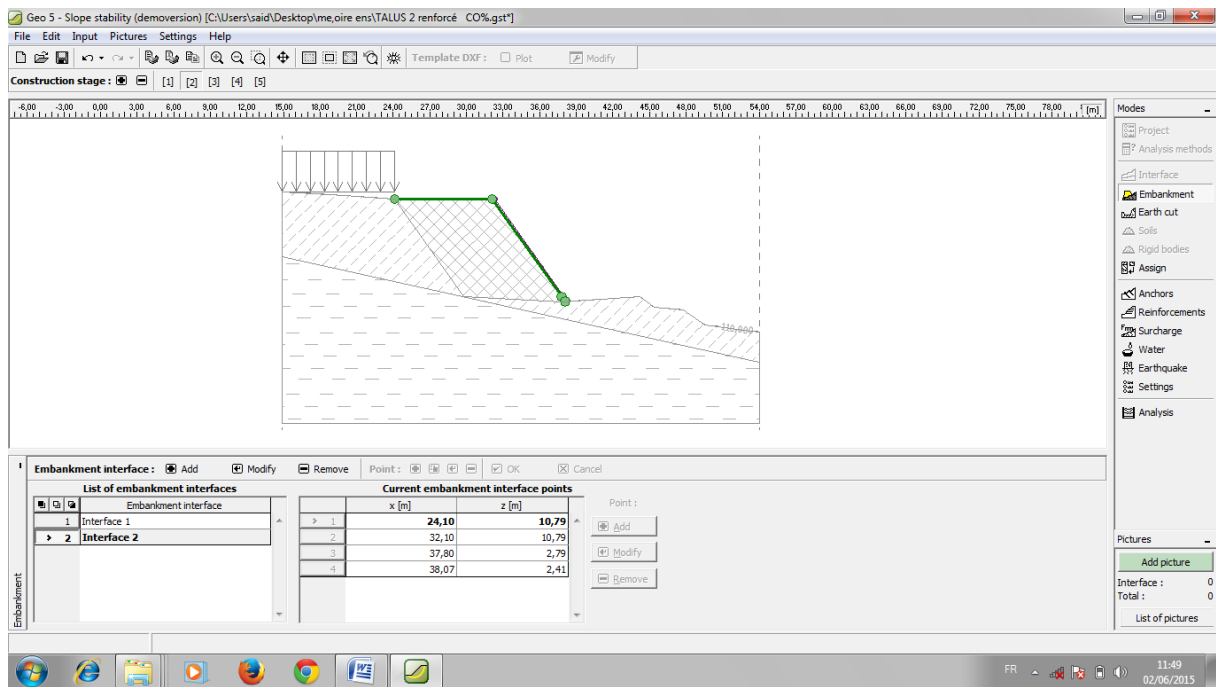 Geo 5 - Slope stability (demoversion) [C:\Users\said\Desktop\me,oire ens\TALUS 2 renforcé CO%.gst*]
File Edit Input Pictures Settings Help
Template DXF : Plot Modify
Construction stage : [1] [2] [3] [4] [5]
-6,00 -3,00 0,00 3,00 6,00 9,00 12,00 15,00 18,00 21,00 24,00 27,00 30,00 33,00 36,00 39,00 42,00 45,00 48,00 51,00 54,00 57,00 60,00 63,00 66,00 69,00 72,00 75,00 78,00 [m]
Modes
Project
Analysis methods
Interface
Embankment
Earth cut
Soils
Rigid bodies
Assign
Anchors
Reinforcements
Surcharge
Water
Earthquake
Settings
Analysis
110,000
Embankment interface : Add Modify Remove Point : OK Cancel
List of embankment interfaces
Embankment interface
1 Interface 1
> 2 Interface 2
Current embankment interface points
x [m] z [m]
> 1 24,10 10,79
2 32,10 10,79
3 37,80 2,79
4 38,07 2,41
Point :
Add
Modify
Remove
Embankment
Pictures
Add picture
Interface : 0
Total : 0
List of pictures
FR
11:49
02/06/2015